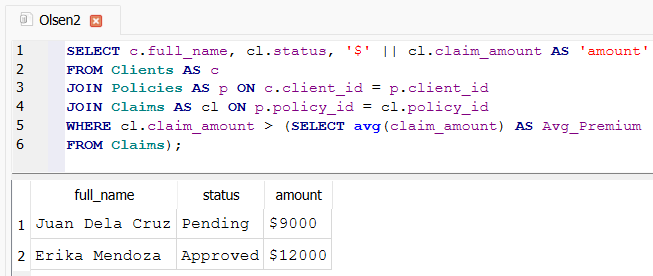 Olsen2
1 SELECT c.full_name, cl.status, '$' || cl.claim_amount AS 'amount'
2 FROM Clients AS c
3 JOIN Policies AS p ON c.client_id = p.client_id
4 JOIN Claims AS cl ON p.policy_id = cl.policy_id
5 WHERE cl.claim_amount > (SELECT avg(claim_amount) AS Avg_Premium
6 FROM Claims);
full_name status amount
1 Juan Dela Cruz Pending $9000
2 Erika Mendoza Approved $12000